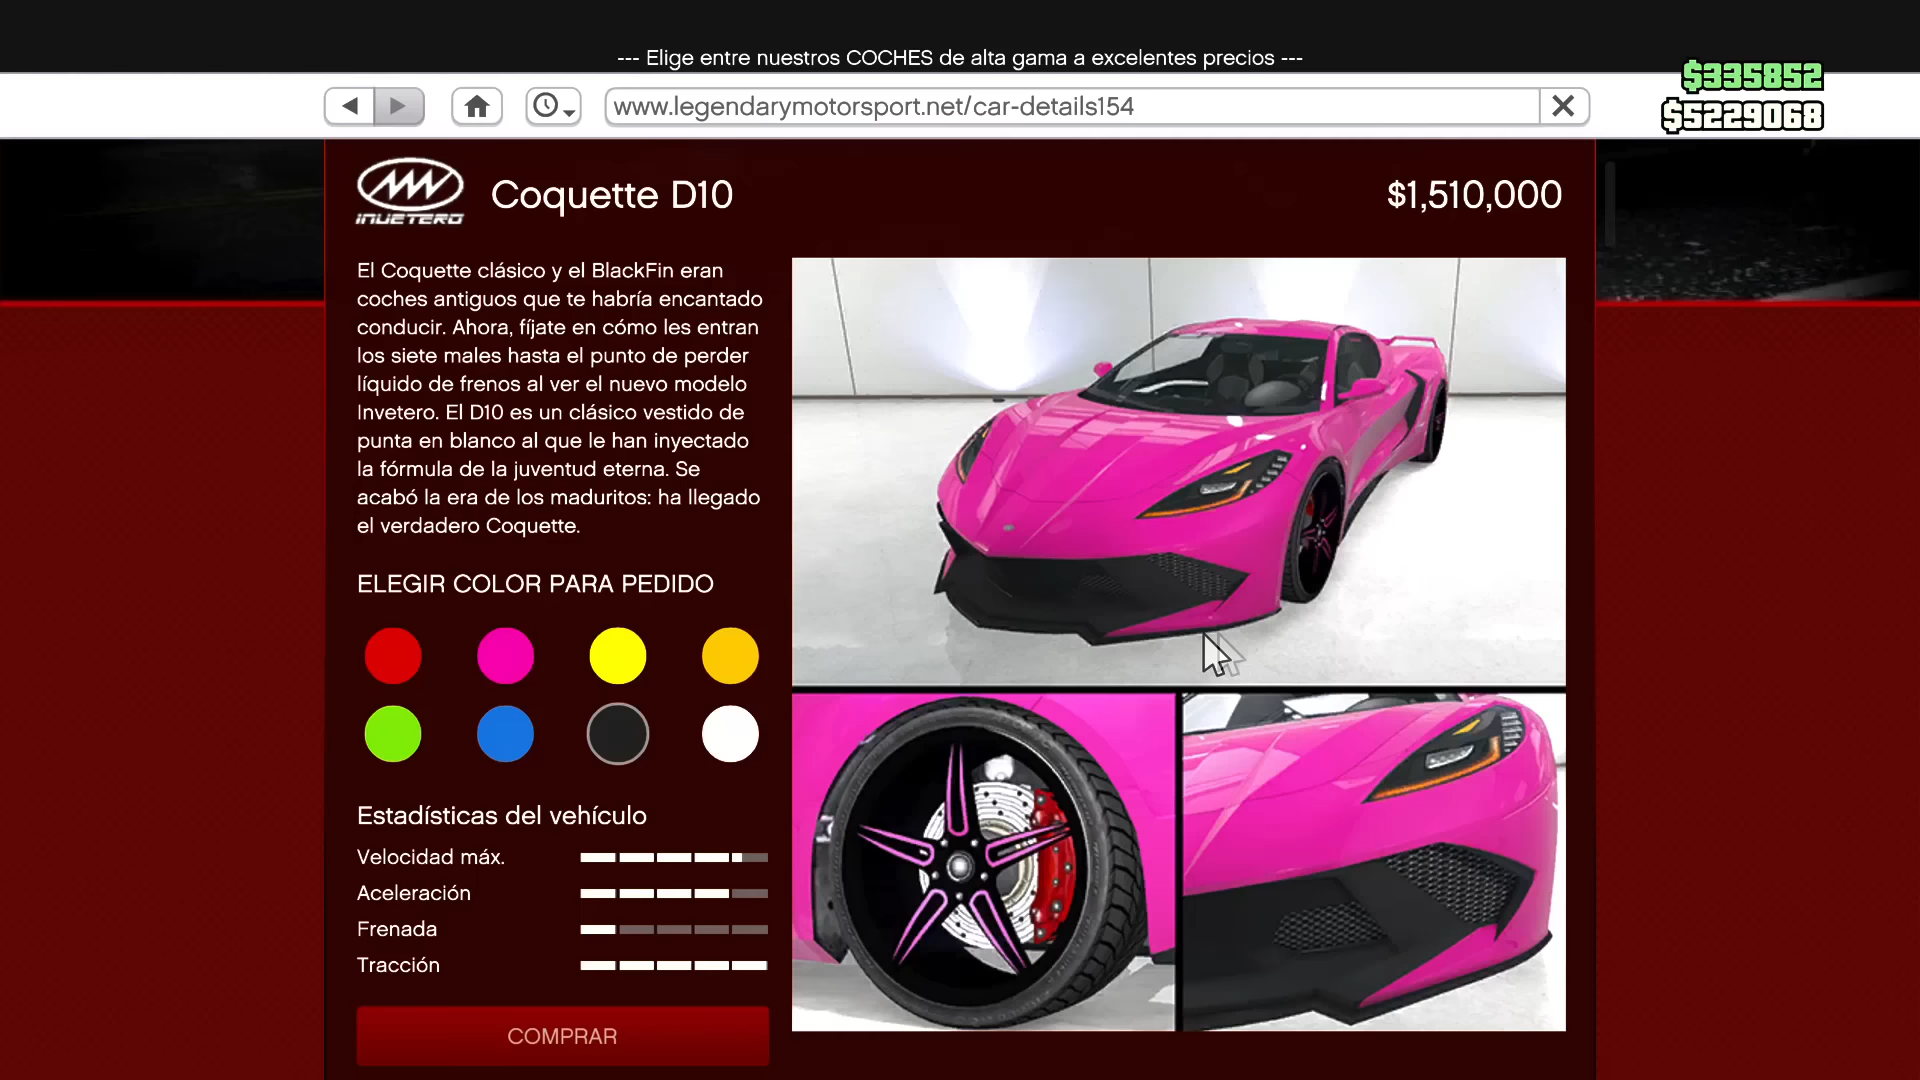 --- Elige entre nuestros COCHES de alta gama a excelentes precios ---
$335852
www.legendarymotorsport.net/car-details154
$5229068
INVETERO
Coquette D10
$1,510,000
El Coquette clásico y el BlackFin eran
coches antiguos que te habría encantado
conducir. Ahora, fíjate en cómo les entran
los siete males hasta el punto de perder
líquido de frenos al ver el nuevo modelo
Invetero. El D10 es un clásico vestido de
punta en blanco al que le han inyectado
la fórmula de la juventud eterna. Se
acabó la era de los maduritos: ha llegado
el verdadero Coquette.
ELEGIR COLOR PARA PEDIDO
Estadísticas del vehículo
Velocidad máx.
Aceleración
Frenada
Tracción
COMPRAR